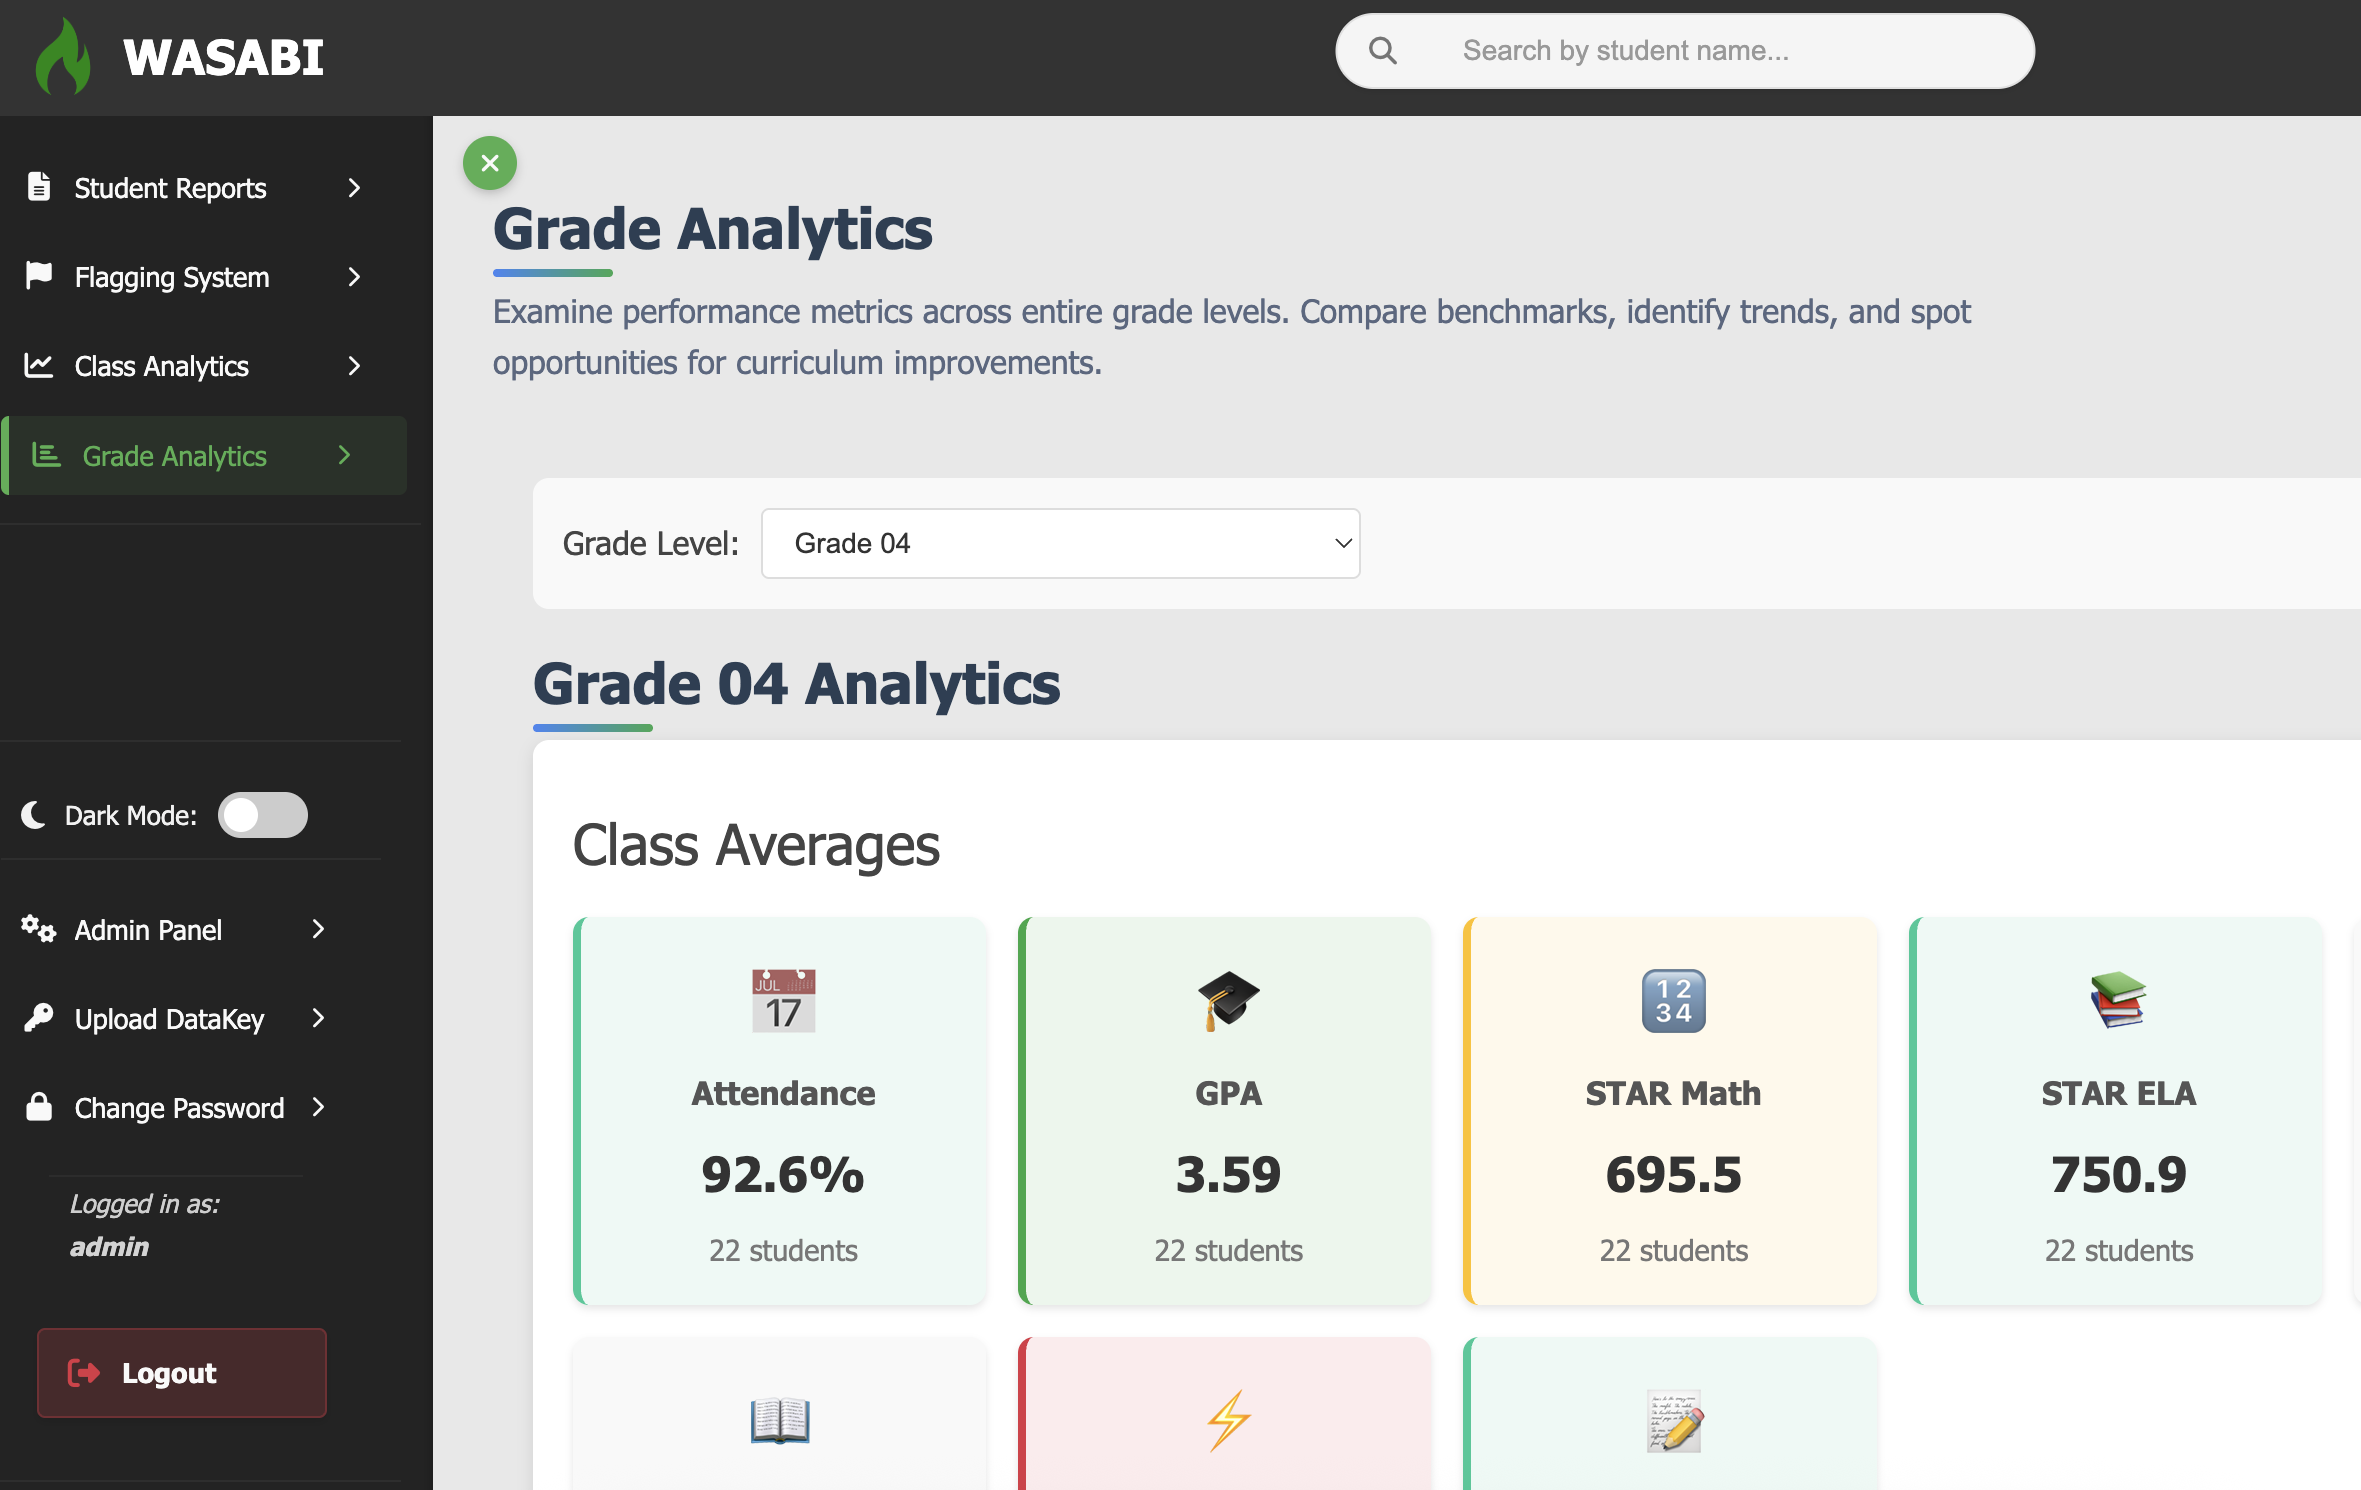 WASABI
Search by student name...
Student Reports
Flagging System
Class Analytics
Grade Analytics
Dark Mode:
Admin Panel
Upload DataKey
Change Password
Logged in as:
admin
Logout
Grade Analytics
Examine performance metrics across entire grade levels. Compare benchmarks, identify trends, and spot
opportunities for curriculum improvements.
Grade Level:
Grade 04
Grade 04 Analytics
Class Averages
JUL
17
Attendance
92.6%
22 students
GPA
3.59
22 students
1 2
3 4
STAR Math
695.5
22 students
STAR ELA
750.9
22 students